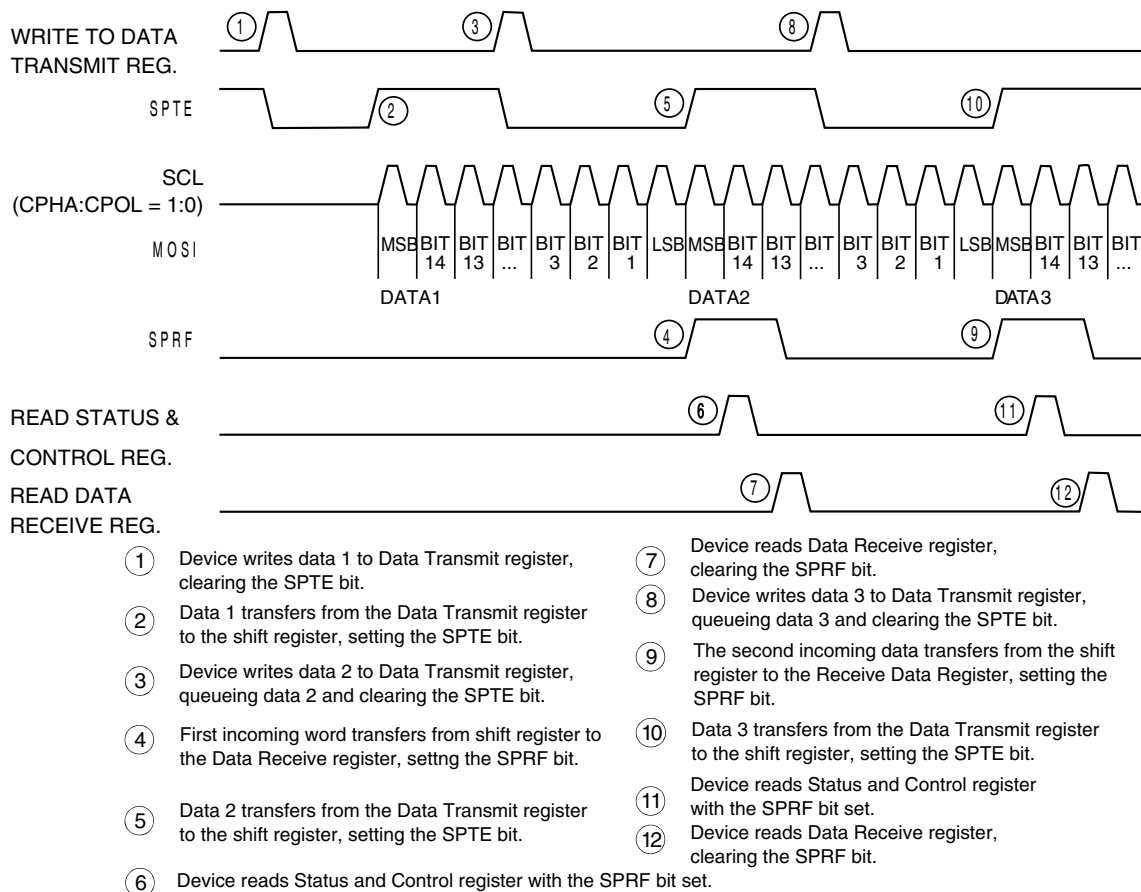 1 3 8
WRITE TO DATA
TRANSMIT REG.
SPTE 2 5 10
SCL
(CPHA:CPOL = 1:0)
MOSI
MSB BIT BIT BIT BIT BIT BIT LSB MSB BIT BIT BIT BIT BIT BIT LSB MSB BIT BIT BIT
14 13 ... 3 2 1 14 13 ... 3 2 1 14 13 ...
DATA1 DATA2 DATA3
SPRF 4 9
READ STATUS & 6 11
CONTROL REG.
READ DATA 7 12
RECEIVE REG.
1 Device writes data 1 to Data Transmit register,
clearing the SPTE bit.
2 Data 1 transfers from the Data Transmit register
to the shift register, setting the SPTE bit.
3 Device writes data 2 to Data Transmit register,
queueing data 2 and clearing the SPTE bit.
4 First incoming word transfers from shift register to
the Data Receive register, settng the SPRF bit.
5 Data 2 transfers from the Data Transmit register
to the shift register, setting the SPTE bit.
6 Device reads Status and Control register with the SPRF bit set.
7 Device reads Data Receive register,
clearing the SPRF bit.
8 Device writes data 3 to Data Transmit register,
queueing data 3 and clearing the SPTE bit.
9 The second incoming data transfers from the shift
register to the Receive Data Register, setting the
SPRF bit.
10 Data 3 transfers from the Data Transmit register
to the shift register, setting the SPTE bit.
11 Device reads Status and Control register
with the SPRF bit set.
12 Device reads Data Receive register,
clearing the SPRF bit.